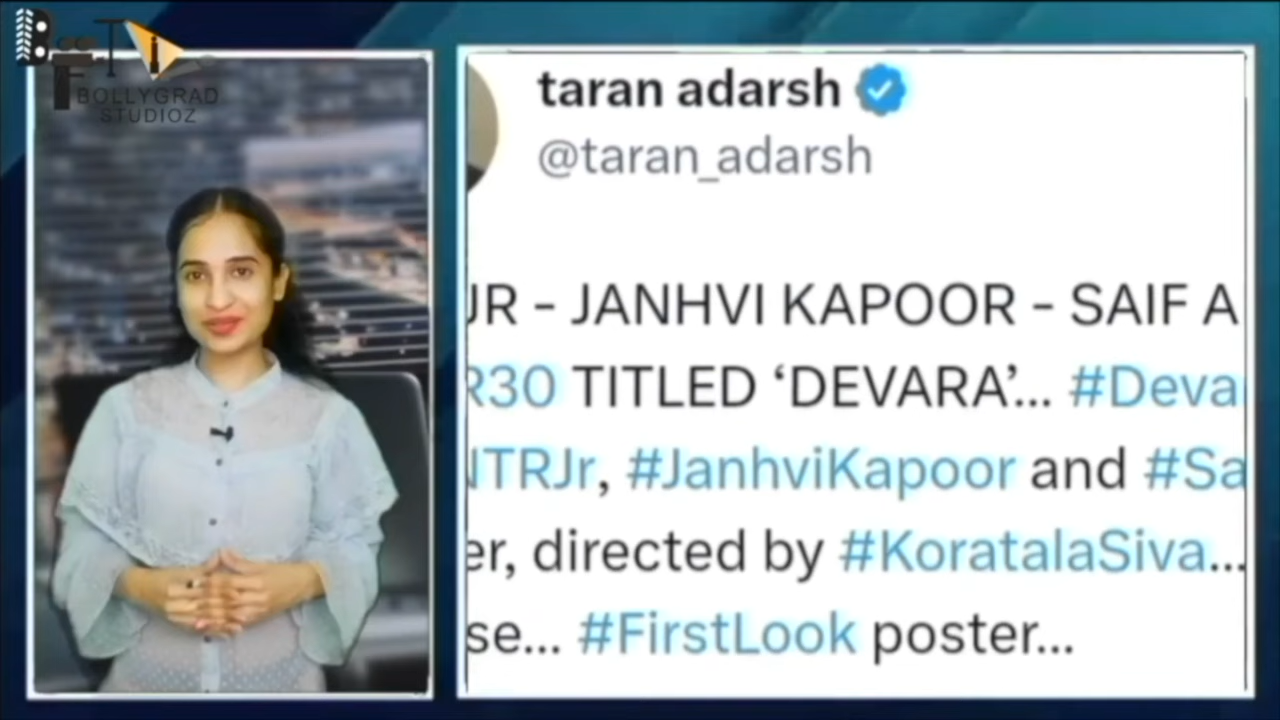 BOLLYGRAD
STUDIOZ
taran adarsh
@taran_adarsh
JR - JANHVI KAPOOR - SAIF A
R30 TITLED ‘DEVARA’... #Deva
NTRJr, #JanhviKapoor and #Sa
er, directed by #KoratalaSiva...
se... #FirstLook poster...